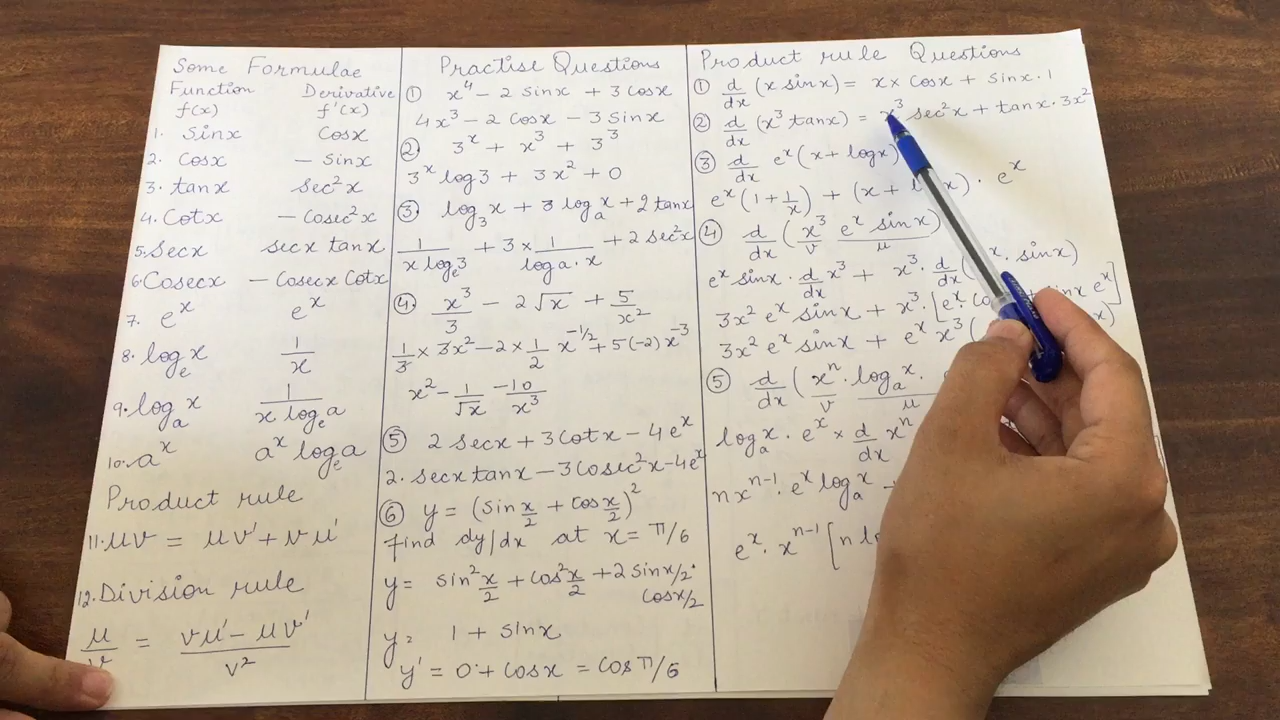 Some Formulae
Function Derivative
f(x) f'(x)
1. Sinx Cosx
2. Cosx - Sinx
3. tanx sec²x
4. Cotx - Cosec²x
5. Secx secx tanx
6. Cosecx - Cosecx Cotx
7. eˣ eˣ
8. logₑx 1/x
9. logₐx 1/(x logₑa)
10. aˣ aˣ logₑa
Product rule
11. uv = uv' + vu'
12. Division rule
u/v = (vu' - uv')/v²
Practise Questions
① x⁴ - 2 sinx + 3 cosx
4x³ - 2 Cosx - 3 Sinx
② 3ˣ + x³ + 3³
3ˣ log3 + 3x² + 0
③ log₃x + 3 logₐx + 2 tanx
1/(x logₑ3) + 3 × 1/(loga · x) + 2 sec²x
④ x³/3 - 2√x + 5/x²
1/3 × 3x² - 2 × 1/2 x^(-1/2) + 5(-2) x⁻³
x² - 1/√x - 10/x³
⑤ 2 secx + 3 Cotx - 4eˣ
2. secx tanx - 3 Cosec²x - 4eˣ
⑥ y = (Sin x/2 + Cos x/2)²
find dy/dx at x = π/6
y = sin² x/2 + cos² x/2 + 2 Sinx/2 ·
Cosx/2
y = 1 + sinx
y' = 0 + Cosx = Cos π/6
Product rule Questions
① d/dx (x sinx) = x × Cosx + Sinx · 1
② d/dx (x³ tanx) = x³ sec²x + tanx · 3x²
③ d/dx eˣ(x + logx)
eˣ(1 + 1/x) + (x + l x) · eˣ
④ d/dx (x³ eˣ sinx)
v u
eˣ sinx · d/dx x³ + x³ · d/dx ( x, sinx)
3x² eˣ sinx + x³ · [eˣ · co sinx eˣ]
3x² eˣ sinx + eˣ x³ ( x)
⑤ d/dx (xⁿ · logₐx ·
v u
logₐx · eˣ × d/dx xⁿ
nxⁿ⁻¹ · eˣ logₐx +
eˣ · xⁿ⁻¹ [n lo